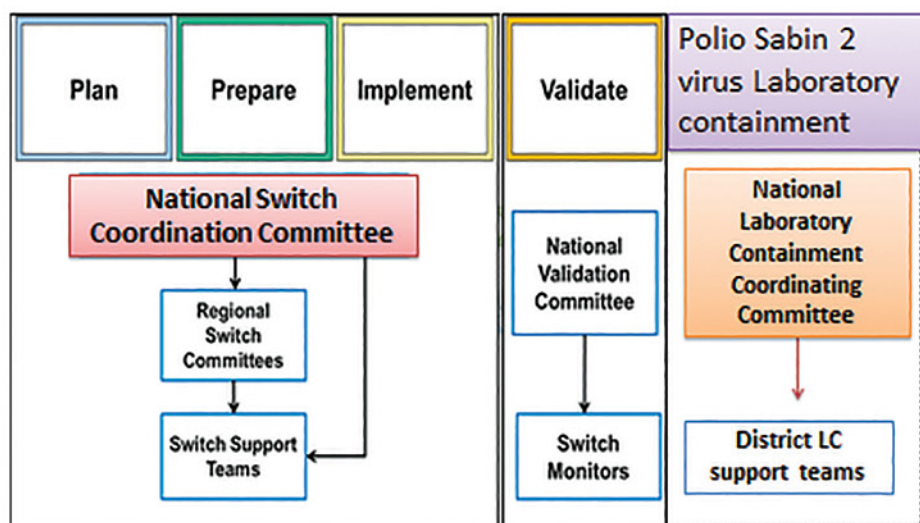 Plan
Prepare
Implement
Validate
Polio Sabin 2
virus Laboratory
containment
National Switch
Coordination Committee
Regional
Switch
Committees
Switch Support
Teams
National
Validation
Committee
Switch
Monitors
National
Laboratory
Containment
Coordinating
Committee
District LC
support teams